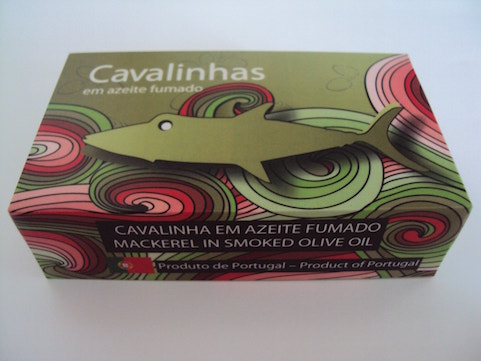 Cavalinhas
em azeite fumado
CAVALINHA EM AZEITE FUMADO
MACKEREL IN SMOKED OLIVE OIL
Produto de Portugal – Product of Portugal